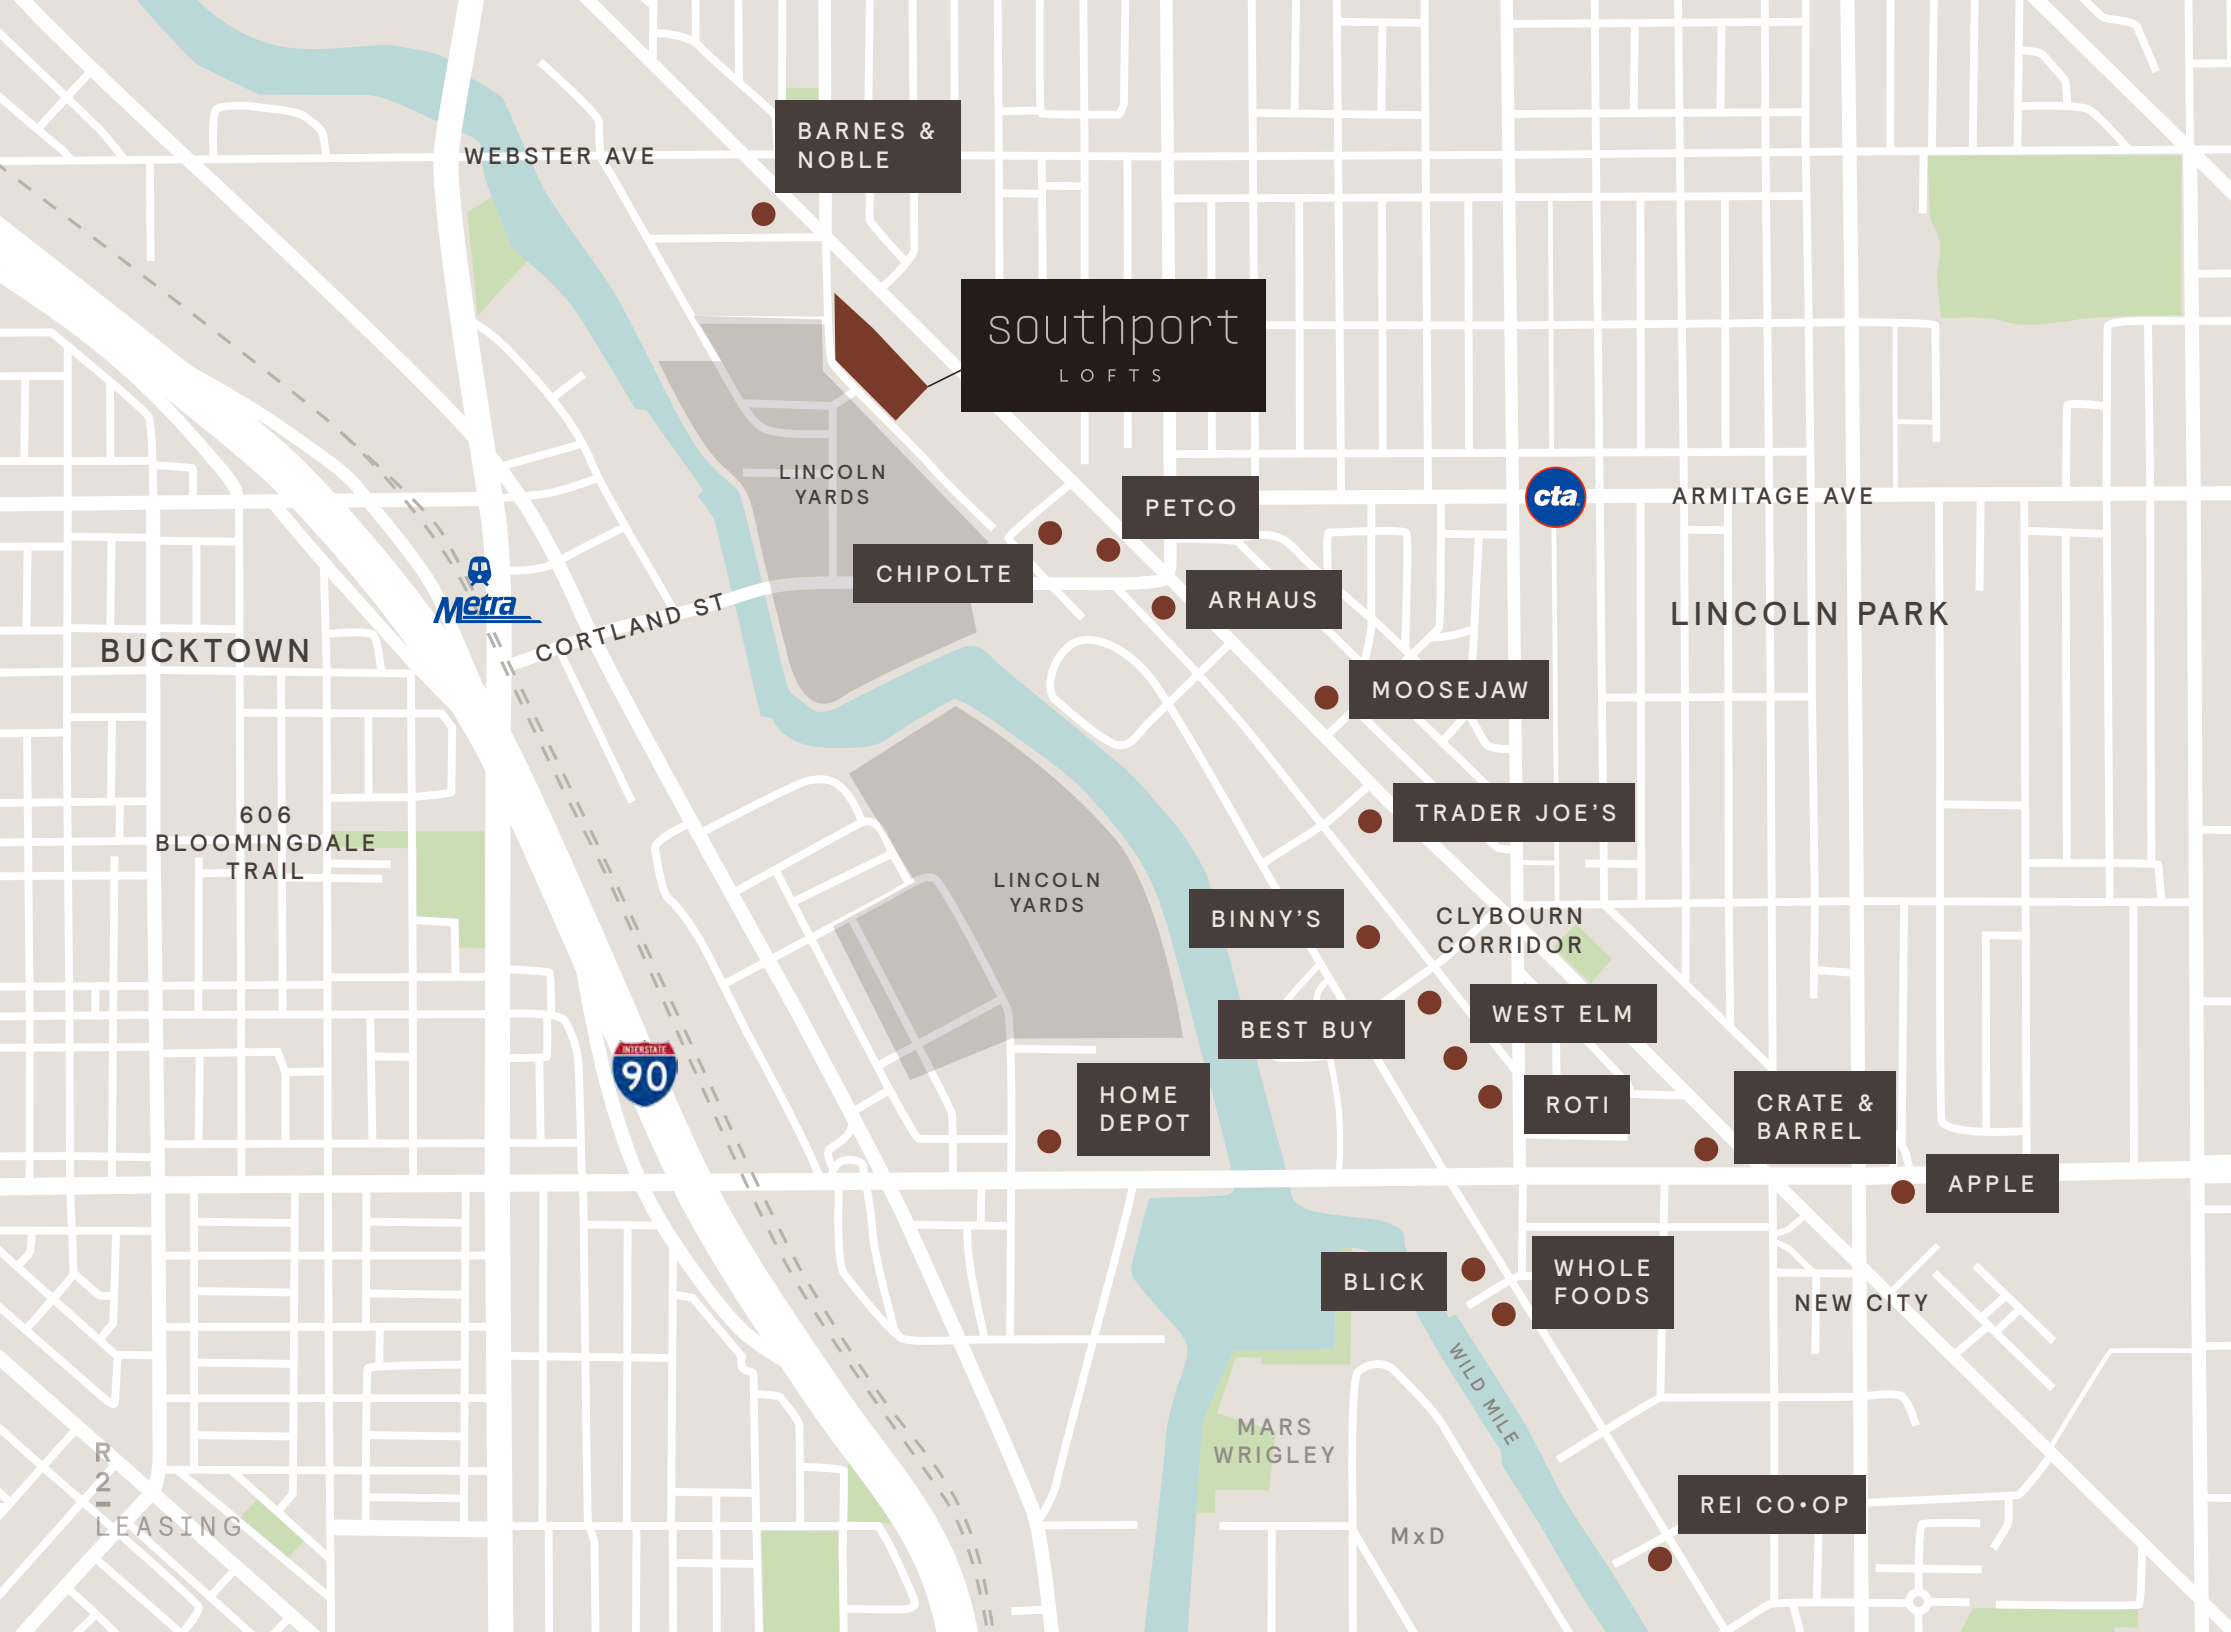 BARNES &
NOBLE
WEBSTER AVE
southport
LOFTS
LINCOLN
YARDS
PETCO
cta
ARMITAGE AVE
CHIPOLTE
ARHAUS
Metra
CORTLAND ST
LINCOLN PARK
BUCKTOWN
MOOSEJAW
606
BLOOMINGDALE
TRAIL
TRADER JOE’S
LINCOLN
YARDS
BINNY’S
CLYBOURN
CORRIDOR
WEST ELM
BEST BUY
INTERSTATE
90
HOME
DEPOT
ROTI
CRATE &
BARREL
APPLE
BLICK
WHOLE
FOODS
NEW CITY
WILD MILE
MARS
WRIGLEY
R
2
LEASING
REI CO•OP
MxD